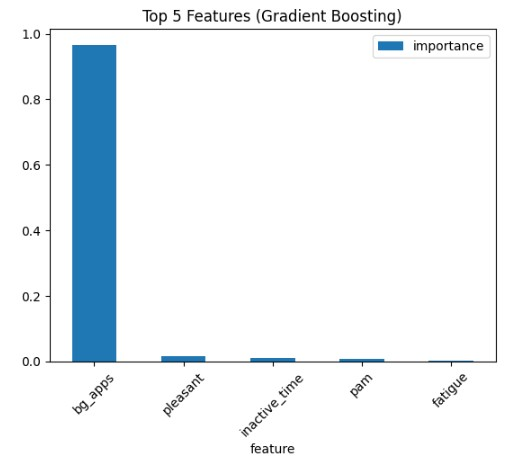 Top 5 Features (Gradient Boosting)
importance
1.0
0.8
0.6
0.4
0.2
0.0
bg_apps
pleasant
inactive_time
pam
fatigue
feature